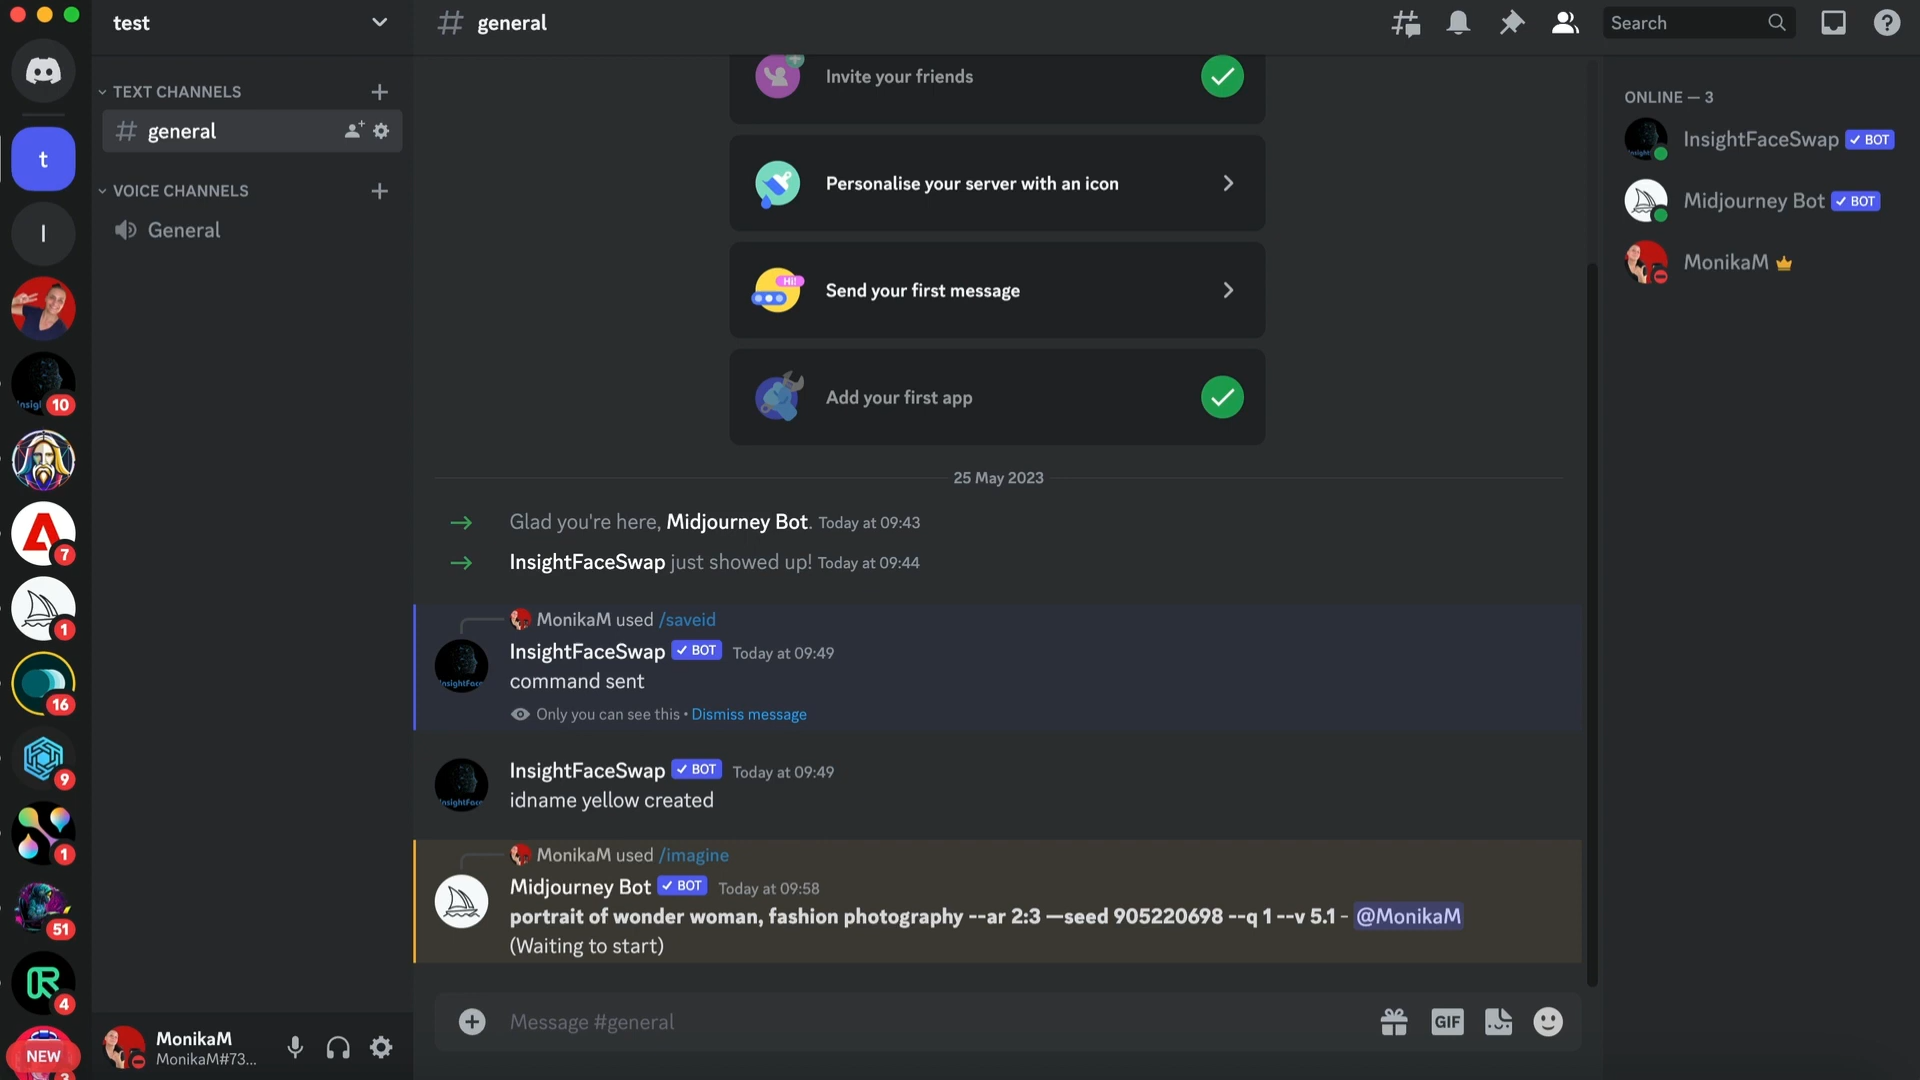 test
general
Search
TEXT CHANNELS
general
VOICE CHANNELS
General
t
I
10
7
1
16
9
1
51
4
NEW
MonikaM
MonikaM#73...
Invite your friends
Personalise your server with an icon
Hi!
Send your first message
Add your first app
25 May 2023
Glad you're here, Midjourney Bot. Today at 09:43
InsightFaceSwap just showed up! Today at 09:44
MonikaM used /saveid
InsightFaceSwap BOT Today at 09:49
command sent
Only you can see this • Dismiss message
InsightFaceSwap BOT Today at 09:49
idname yellow created
MonikaM used /imagine
Midjourney Bot BOT Today at 09:58
portrait of wonder woman, fashion photography --ar 2:3 —seed 905220698 --q 1 --v 5.1 - @MonikaM
(Waiting to start)
Message #general
GIF
ONLINE — 3
InsightFaceSwap BOT
Midjourney Bot BOT
MonikaM